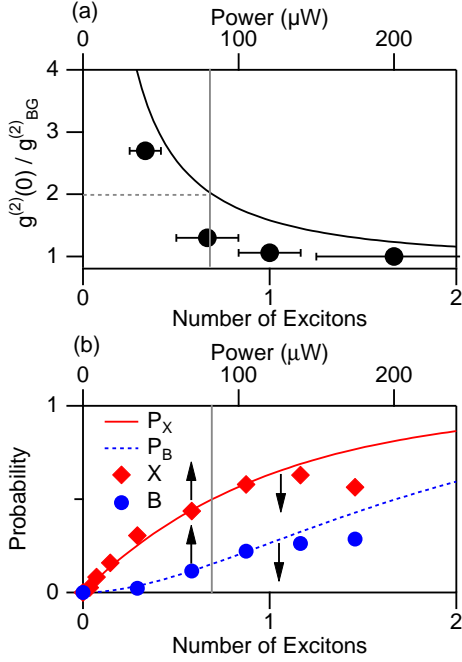 (a)
Power (μW)
0 100 200
4
3
2
1
g(2)(0) / g(2)BG
0 1 2
Number of Excitons
(b)
Power (μW)
0 100 200
1
0
Probability
PX
PB
X
B
0 1 2
Number of Excitons